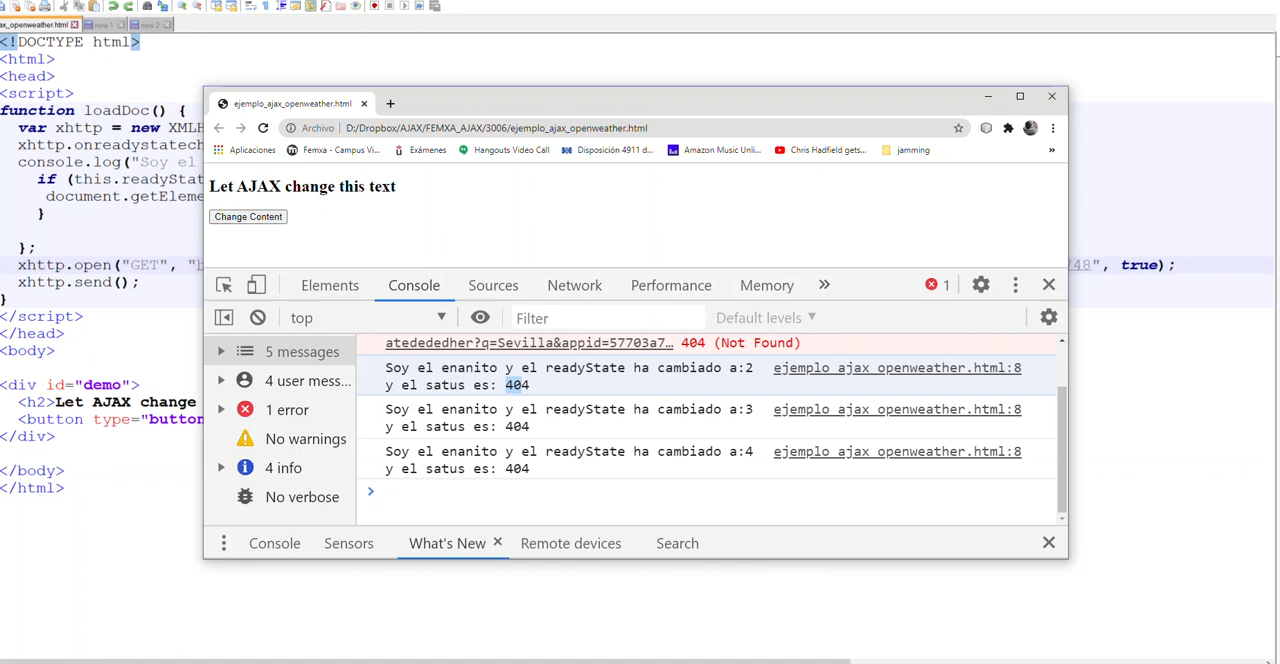 ax_openweather.html new 1 new 2
<!DOCTYPE html>
<html>
<head>
<script>
function loadDoc() {
var xhttp = new XMLH
xhttp.onreadystatech
console.log("Soy el
if (this.readyStat
document.getEleme
}
};
xhttp.open("GET", "h
48", true);
xhttp.send();
}
</script>
</head>
<body>
<div id="demo">
<h2>Let AJAX change
<button type="button
</div>
</body>
</html>
ejemplo_ajax_openweather.html
Archivo | D:/Dropbox/AJAX/FEMXA_AJAX/3006/ejemplo_ajax_openweather.html
Aplicaciones Femxa - Campus Vi... Exámenes Hangouts Video Call Disposición 4911 d... Amazon Music Unli... Chris Hadfield gets... jamming »
Let AJAX change this text
Change Content
Elements Console Sources Network Performance Memory » 1
top Filter Default levels
5 messages
4 user mess...
1 error
No warnings
4 info
No verbose
atedededher?q=Sevilla&appid=57703a7… 404 (Not Found)
Soy el enanito y el readyState ha cambiado a:2 ejemplo_ajax_openweather.html:8
y el satus es: 404
Soy el enanito y el readyState ha cambiado a:3 ejemplo_ajax_openweather.html:8
y el satus es: 404
Soy el enanito y el readyState ha cambiado a:4 ejemplo_ajax_openweather.html:8
y el satus es: 404
>
Console Sensors What's New Remote devices Search